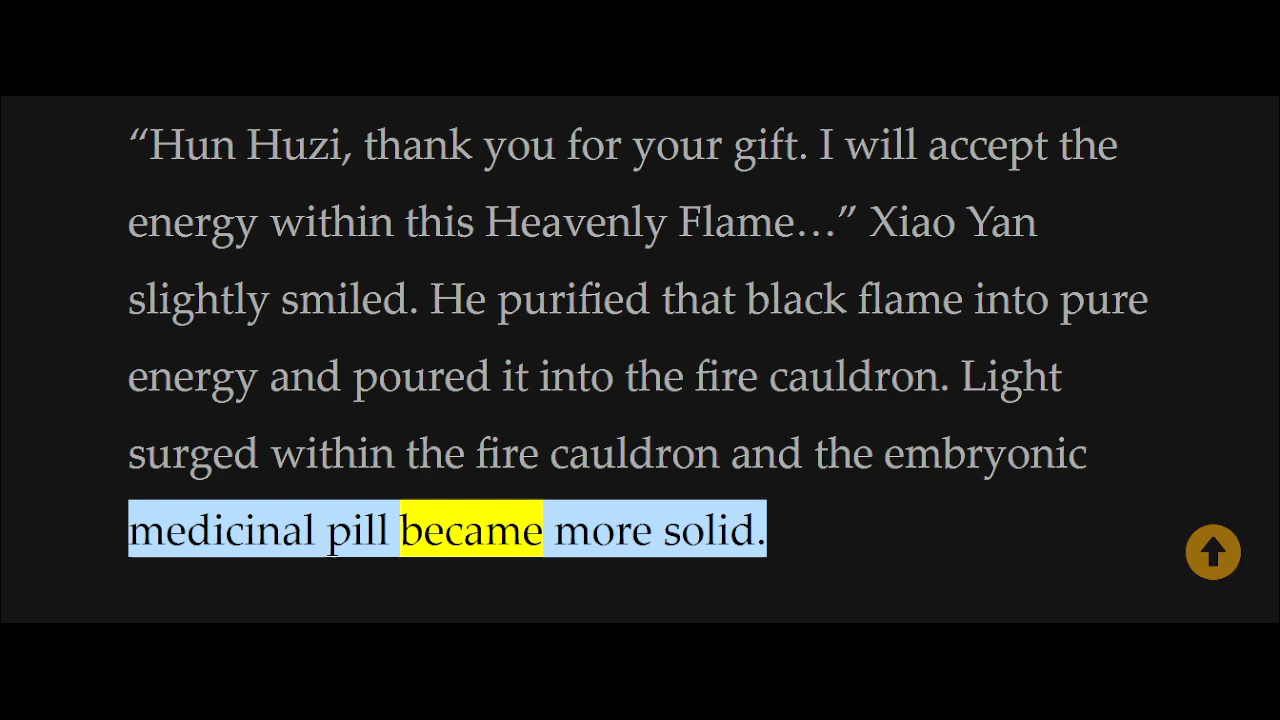 “Hun Huzi, thank you for your gift. I will accept the
energy within this Heavenly Flame…” Xiao Yan
slightly smiled. He purified that black flame into pure
energy and poured it into the fire cauldron. Light
surged within the fire cauldron and the embryonic
medicinal pill became more solid.